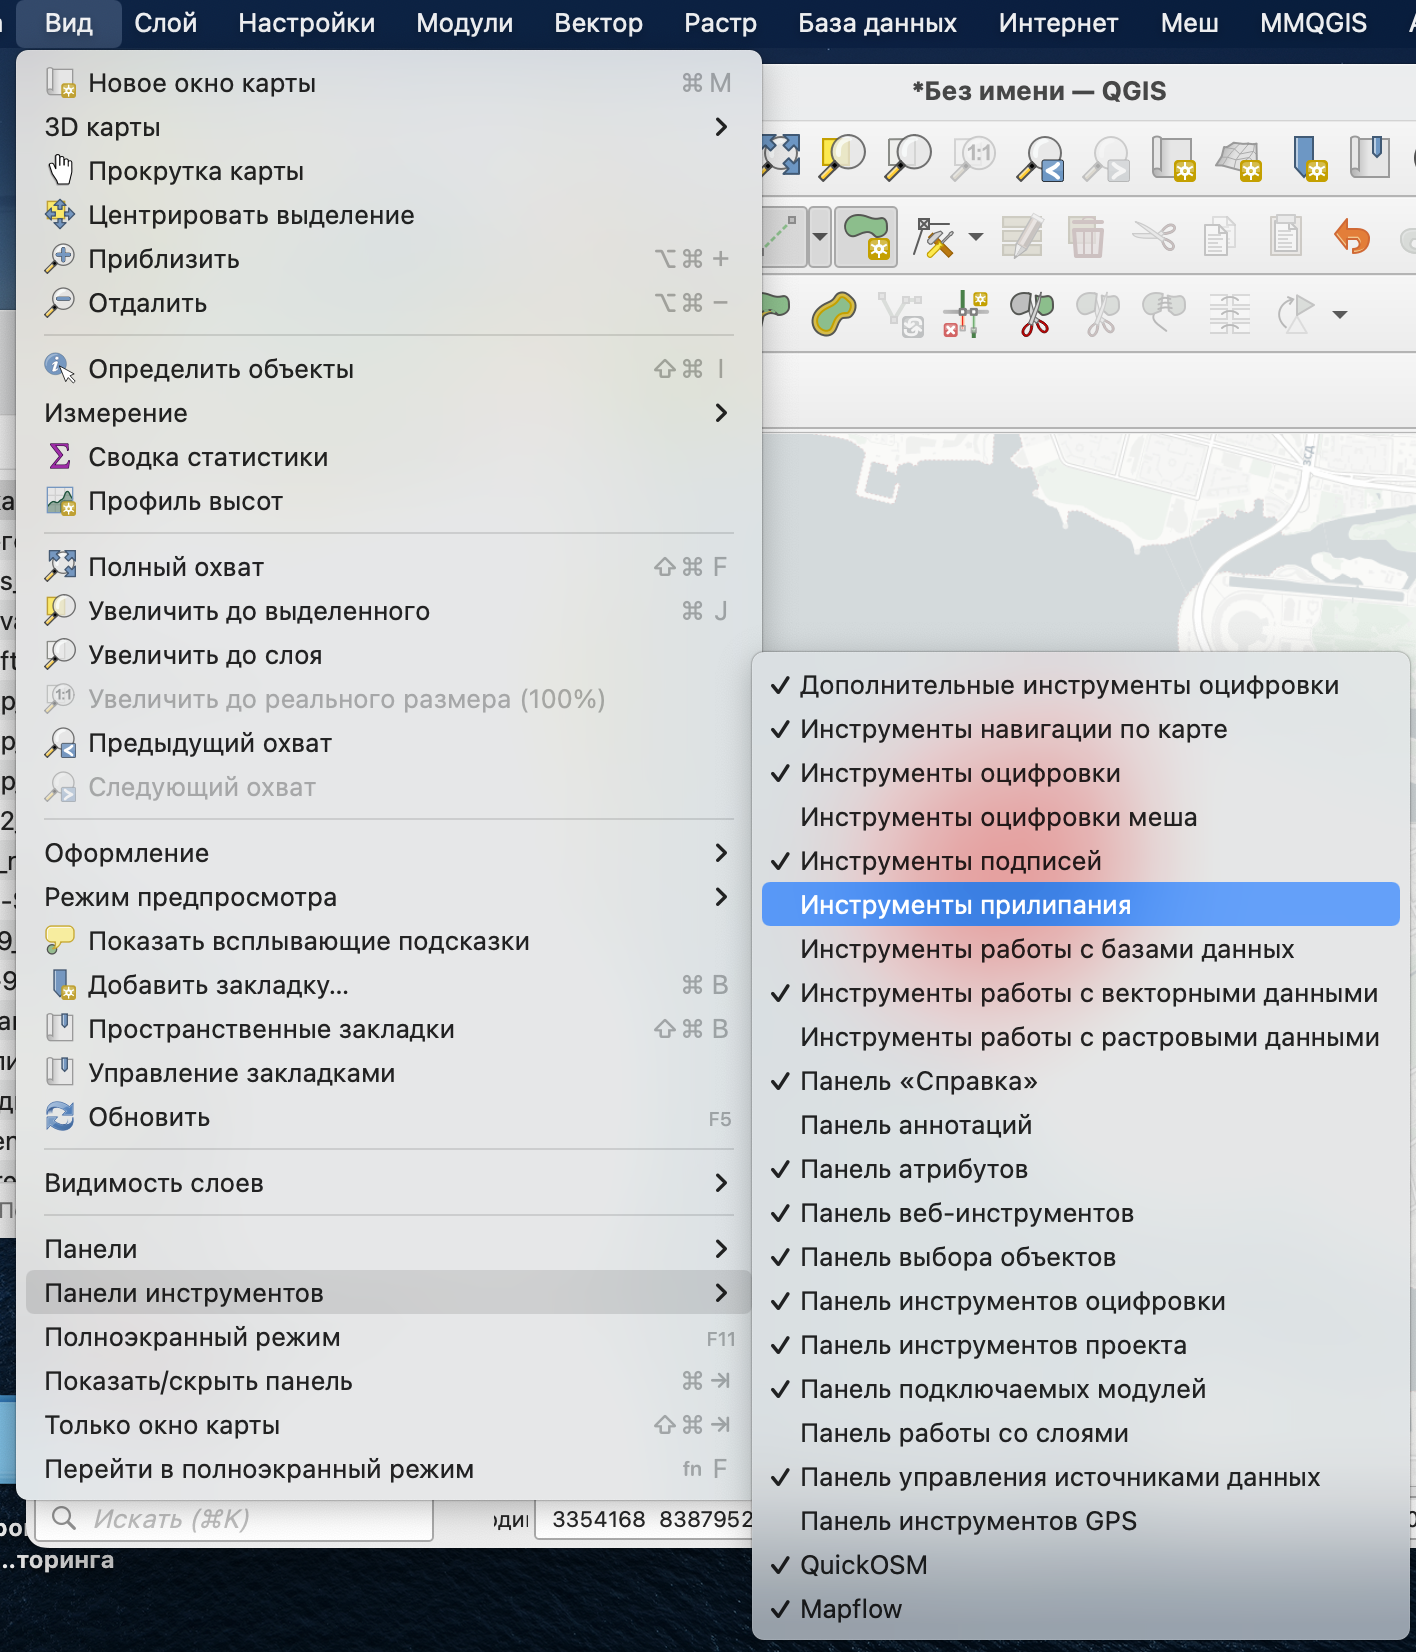 Вид Слой Настройки Модули Вектор Растр База данных Интернет Меш MMQGIS
*Без имени — QGIS
Новое окно карты ⌘ M
3D карты
Прокрутка карты
Центрировать выделение
Приблизить ⌥ ⌘ +
Отдалить ⌥ ⌘ −
Определить объекты ⇧ ⌘ I
Измерение
Сводка статистики
Профиль высот
Полный охват ⇧ ⌘ F
Увеличить до выделенного ⌘ J
Увеличить до слоя
Увеличить до реального размера (100%)
Предыдущий охват
Следующий охват
Оформление
Режим предпросмотра
Показать всплывающие подсказки
Добавить закладку... ⌘ B
Пространственные закладки ⇧ ⌘ B
Управление закладками
Обновить F5
Видимость слоев
Панели
Панели инструментов
Полноэкранный режим F11
Показать/скрыть панель ⌘ ⇥
Только окно карты ⇧ ⌘ ⇥
Перейти в полноэкранный режим fn F
1:1
ЗСД
✓ Дополнительные инструменты оцифровки
✓ Инструменты навигации по карте
✓ Инструменты оцифровки
Инструменты оцифровки меша
✓ Инструменты подписей
Инструменты прилипания
Инструменты работы с базами данных
✓ Инструменты работы с векторными данными
Инструменты работы с растровыми данными
✓ Панель «Справка»
Панель аннотаций
✓ Панель атрибутов
✓ Панель веб-инструментов
✓ Панель выбора объектов
✓ Панель инструментов оцифровки
✓ Панель инструментов проекта
✓ Панель подключаемых модулей
Панель работы со слоями
✓ Панель управления источниками данных
Панель инструментов GPS
✓ QuickOSM
✓ Mapflow
Искать (⌘K)
3354168 8387952
...торинга